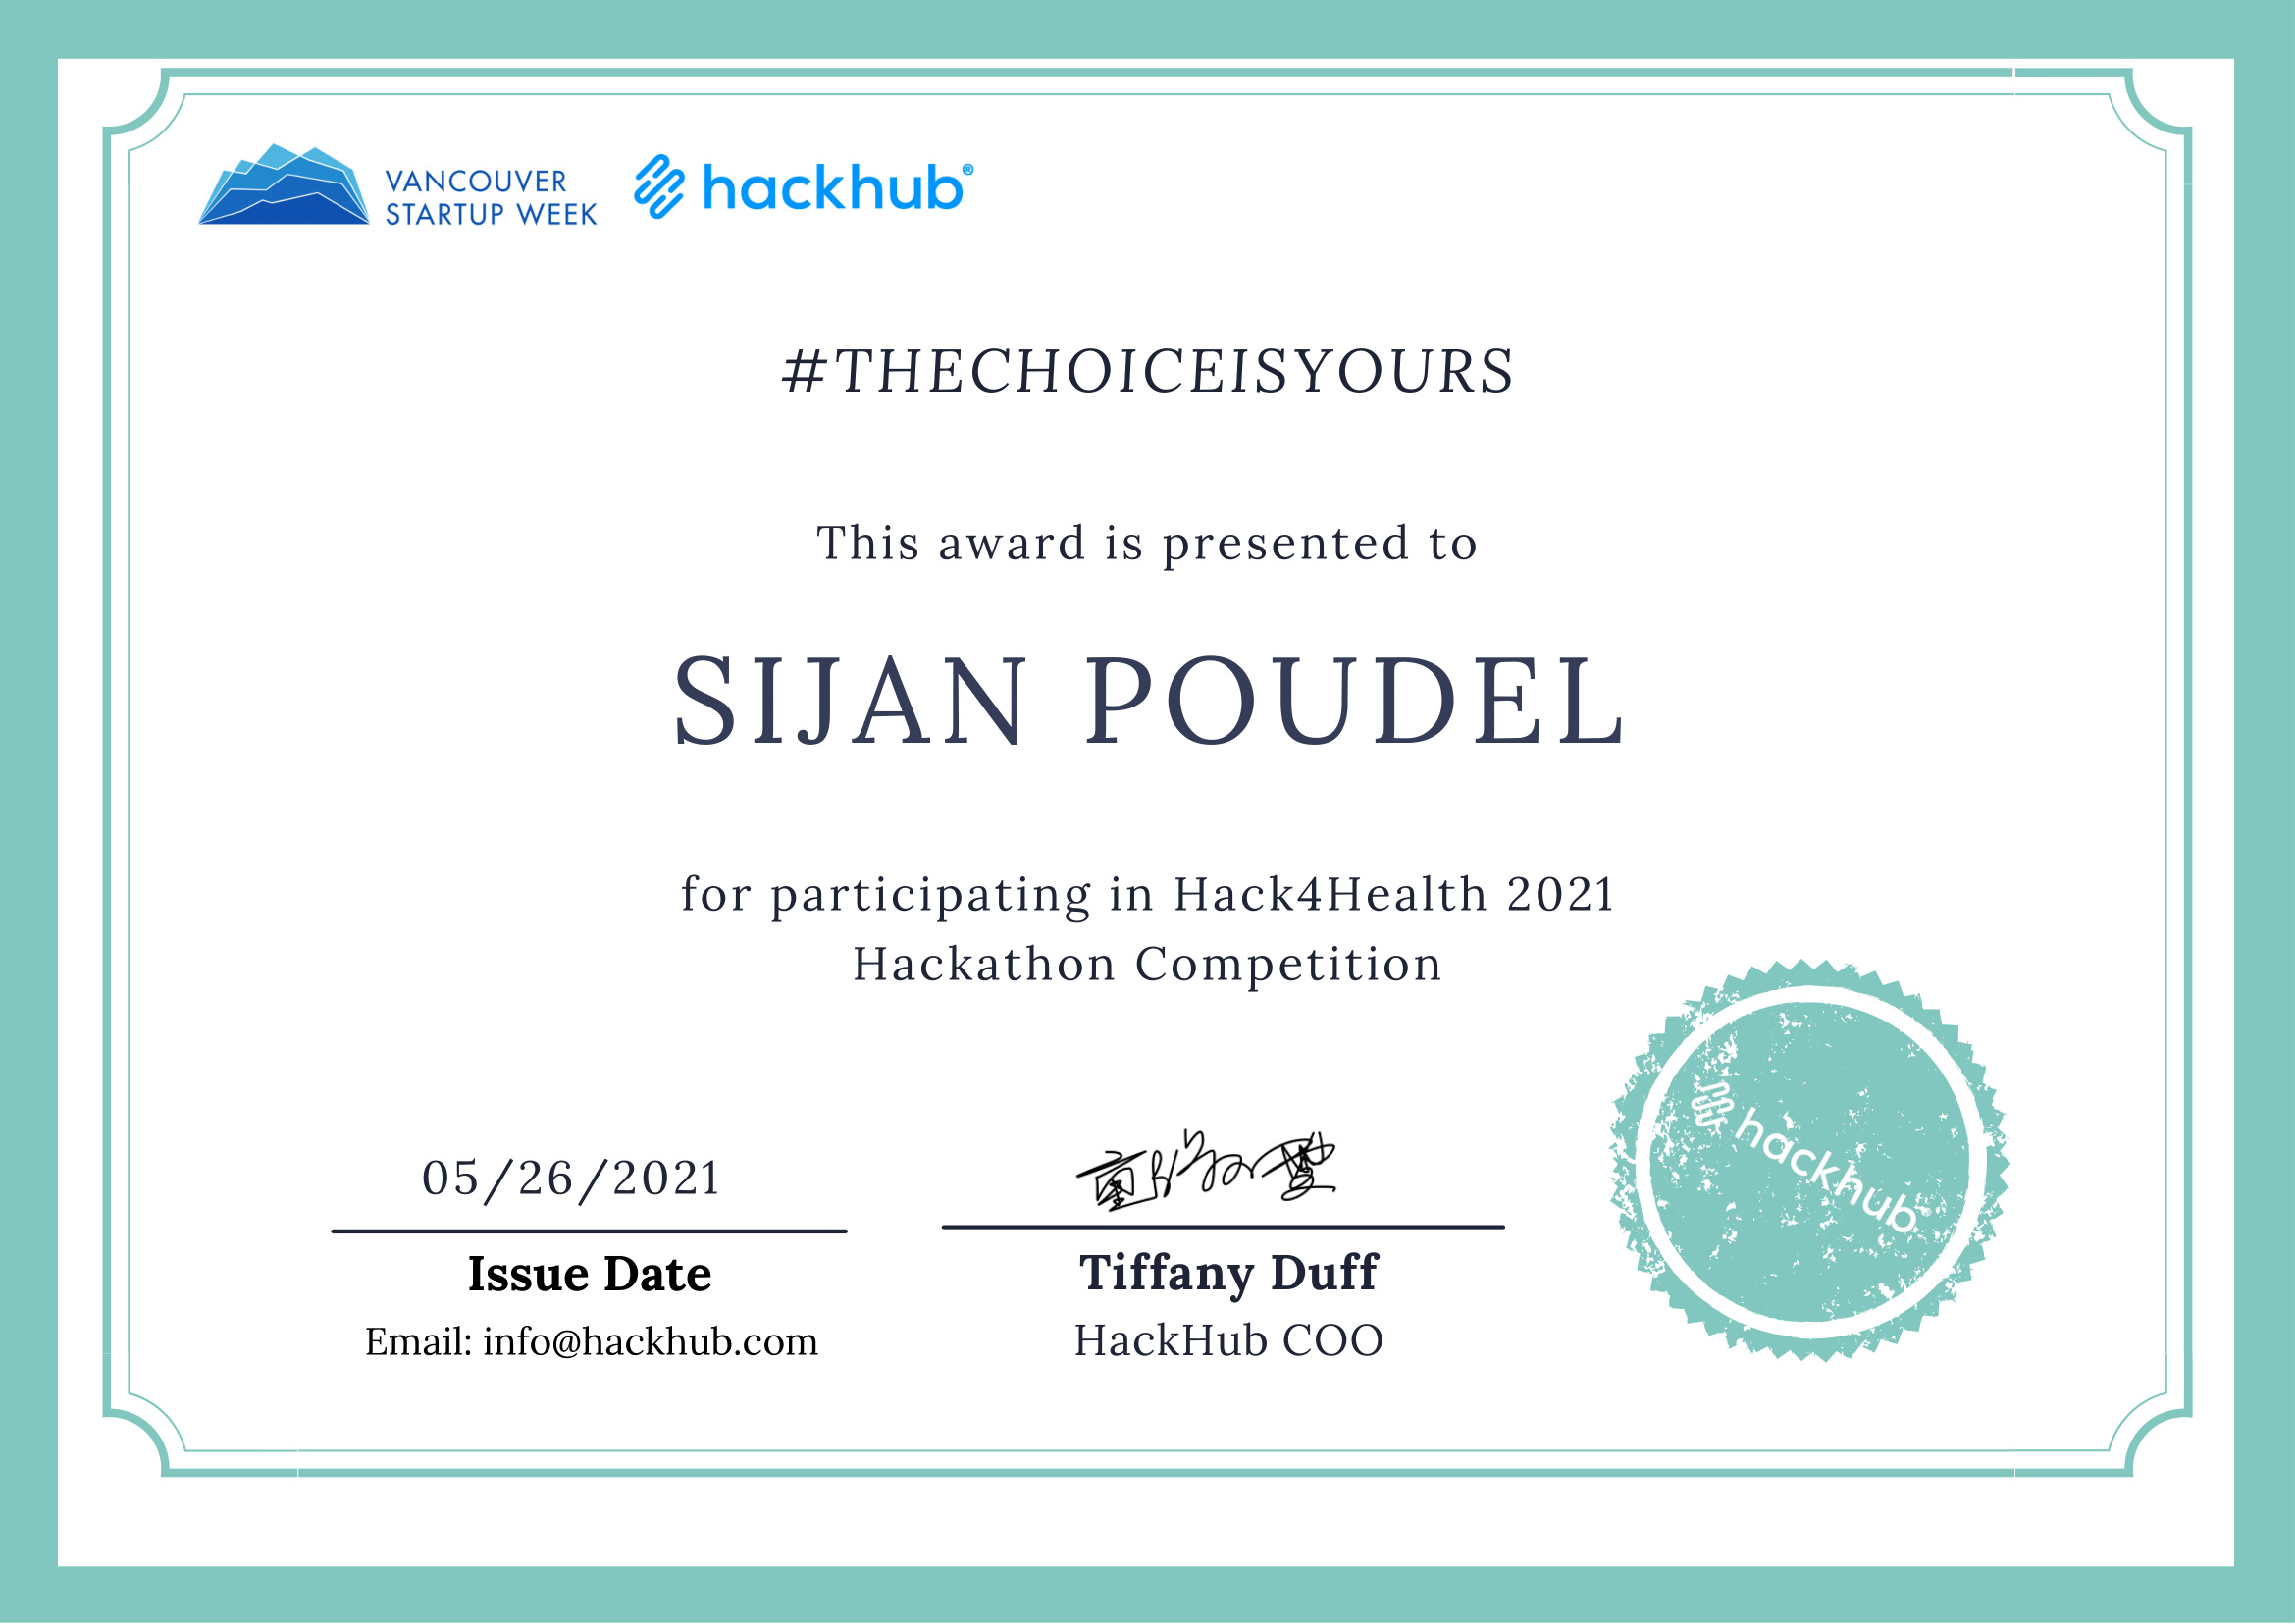 VANCOUVER
STARTUP WEEK
hackhub®
#THECHOICEISYOURS
This award is presented to
SIJAN POUDEL
for participating in Hack4Health 2021
Hackathon Competition
05/26/2021
Issue Date
Email: info@hackhub.com
Tiffany Duff
HackHub COO
hackhub®